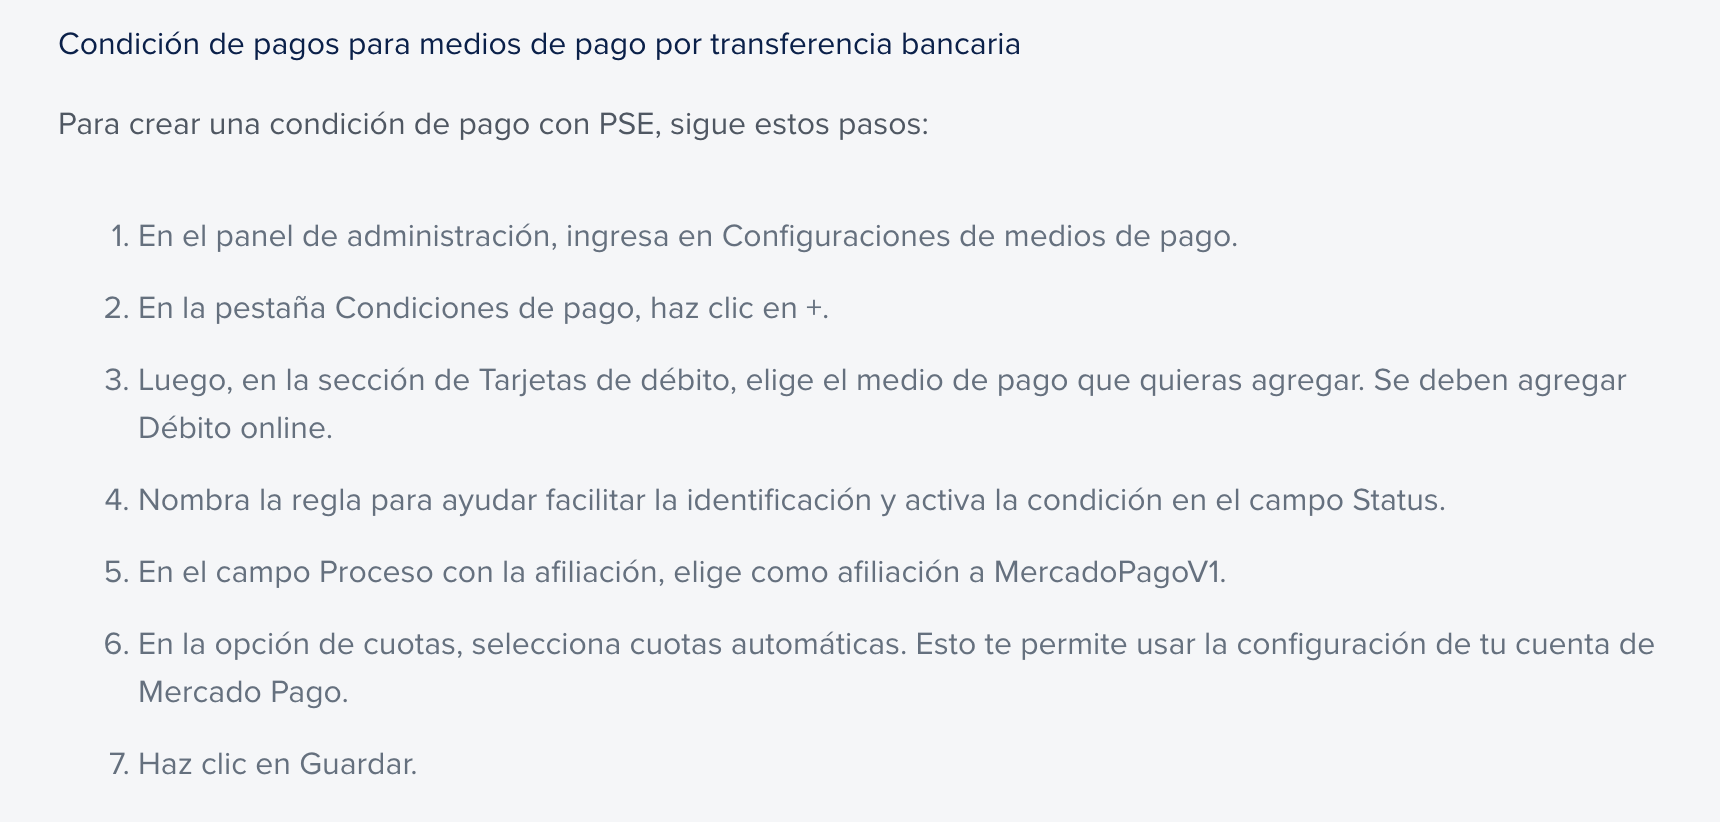 Condición de pagos para medios de pago por transferencia bancaria
Para crear una condición de pago con PSE, sigue estos pasos:
1. En el panel de administración, ingresa en Configuraciones de medios de pago.
2. En la pestaña Condiciones de pago, haz clic en +.
3. Luego, en la sección de Tarjetas de débito, elige el medio de pago que quieras agregar. Se deben agregar
Débito online.
4. Nombra la regla para ayudar facilitar la identificación y activa la condición en el campo Status.
5. En el campo Proceso con la afiliación, elige como afiliación a MercadoPagoV1.
6. En la opción de cuotas, selecciona cuotas automáticas. Esto te permite usar la configuración de tu cuenta de
Mercado Pago.
7. Haz clic en Guardar.